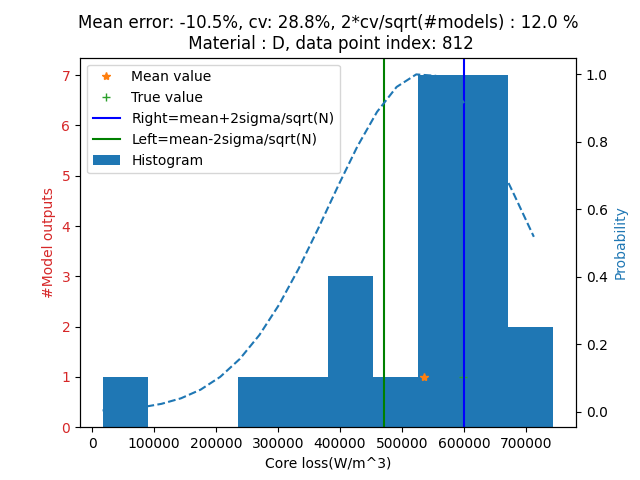 Mean error: -10.5%, cv: 28.8%, 2*cv/sqrt(#models) : 12.0 %
Material : D, data point index: 812
Mean value
True value
Right=mean+2sigma/sqrt(N)
Left=mean-2sigma/sqrt(N)
Histogram
#Model outputs
7
6
5
4
3
2
1
0
1.0
0.8
0.6
0.4
0.2
0.0
Probability
0 100000 200000 300000 400000 500000 600000 700000
Core loss(W/m^3)